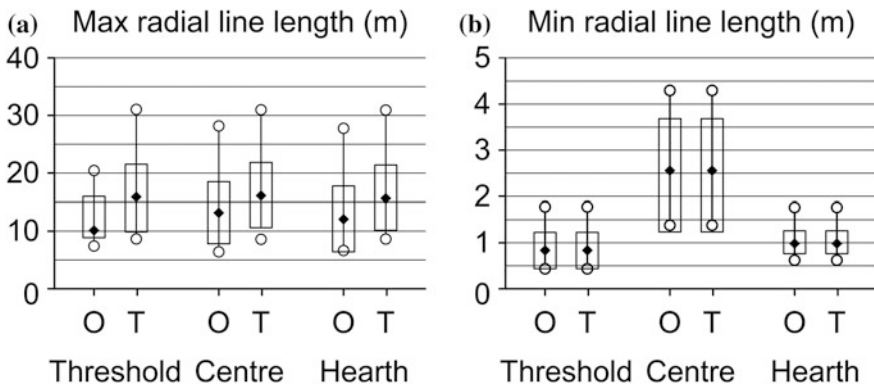 (a) Max radial line length (m)
40
30
20
10
0
O T O T O T
Threshold Centre Hearth
(b) Min radial line length (m)
5
4
3
2
1
0
O T O T O T
Threshold Centre Hearth